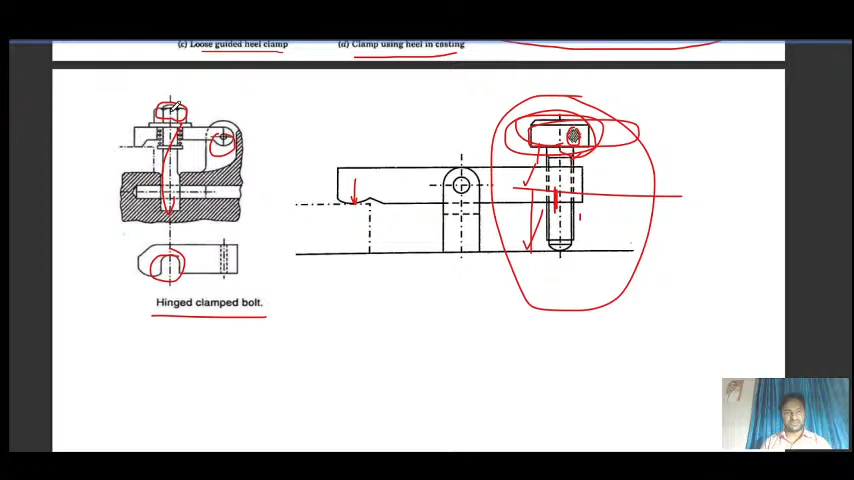 (c) Loose guided heel clamp
(d) Clamp using heel in casting
Hinged clamped bolt.